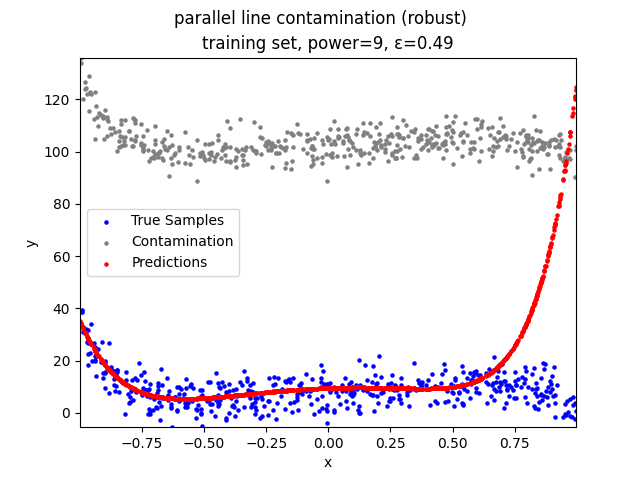 parallel line contamination (robust)
training set, power=9, ε=0.49
120
100
80
60
40
20
0
y
True Samples
Contamination
Predictions
−0.75 −0.50 −0.25 0.00 0.25 0.50 0.75
x